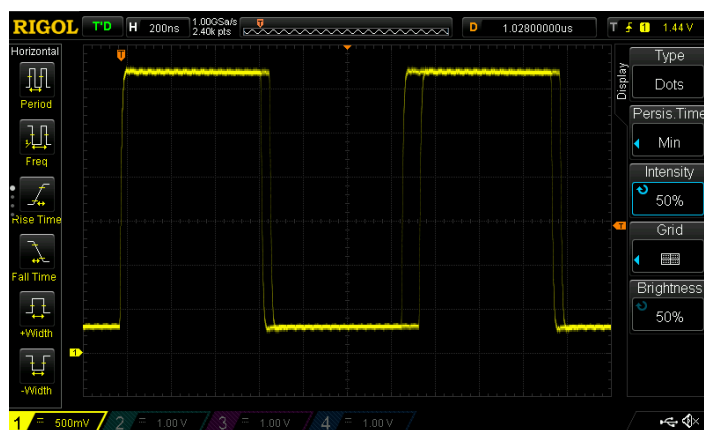 RIGOL T'D H 200ns 1.00GSa/s 2.40k pts D 1.02800000us T 1 1.44 V
Horizontal
Period
Freq
Rise Time
Fall Time
+Width
-Width
T
T
1
Display
Type
Dots
Persis.Time
Min
Intensity
50%
Grid
Brightness
50%
1 = 500mV 2 = 1.00 V 3 = 1.00 V 4 = 1.00 V